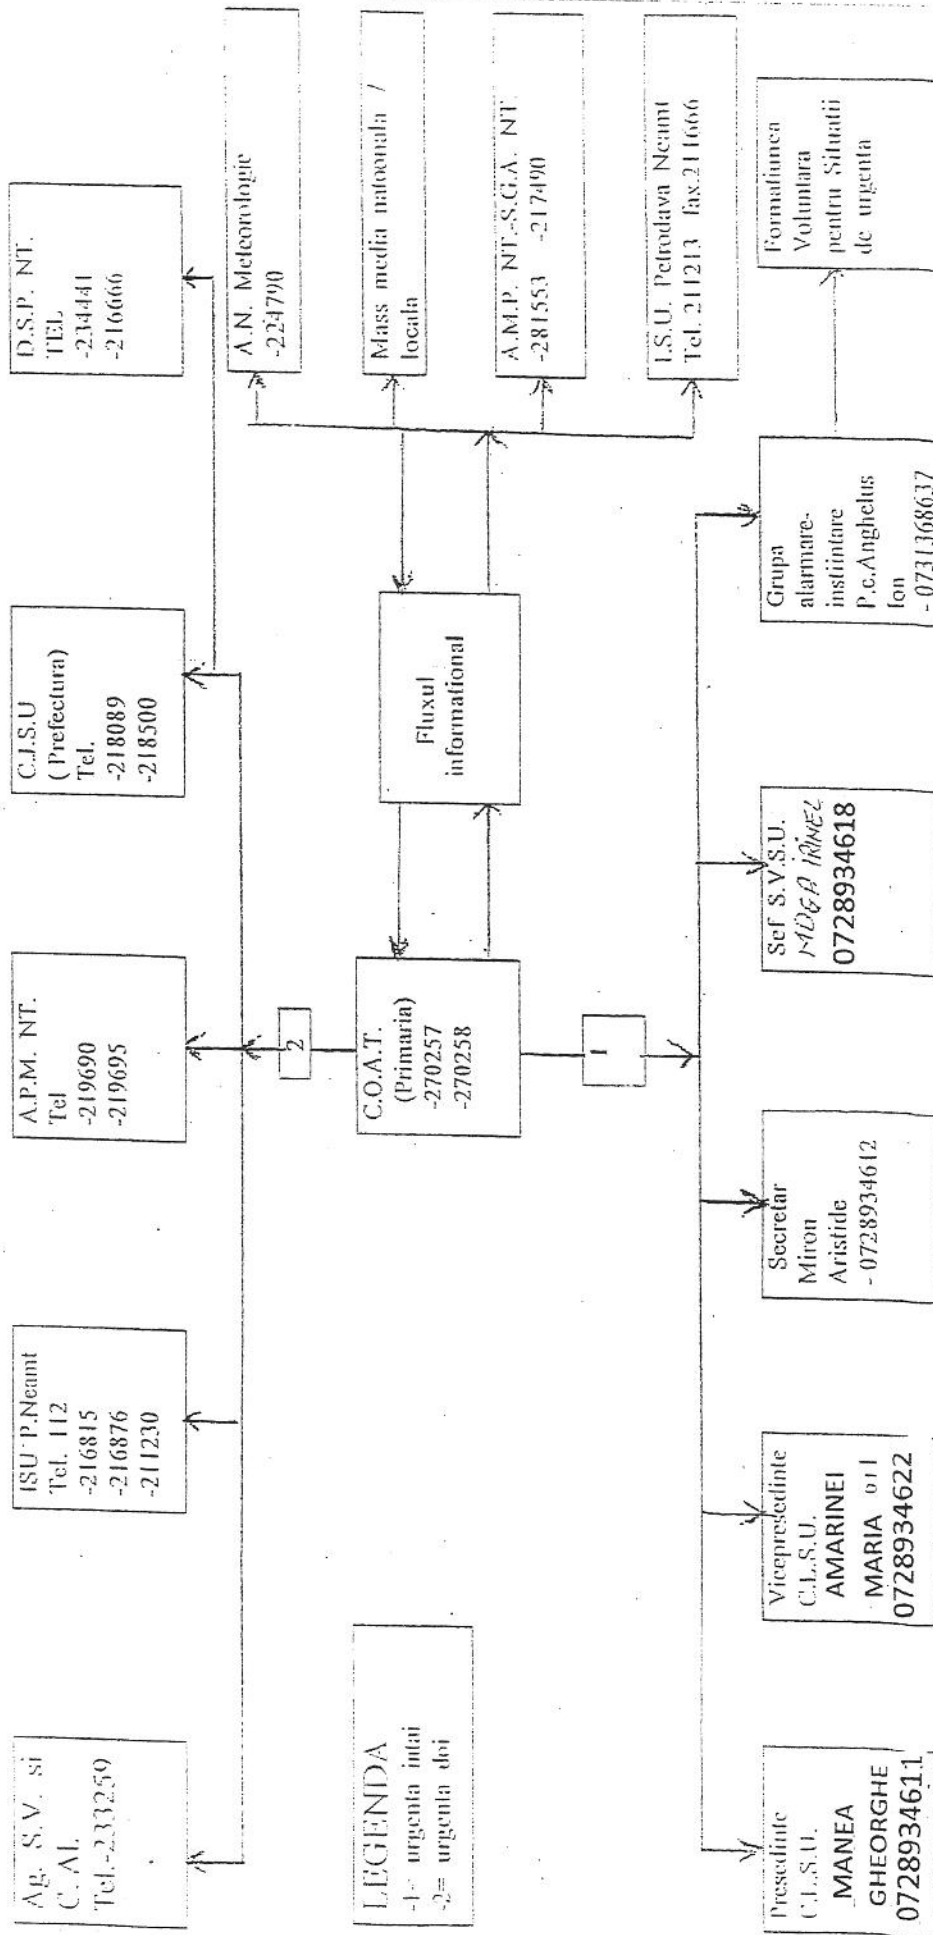 Ag. S.V. si
C. Al.
Tel.-233259
ISU P.Neamt
Tel. 112
-216815
-216876
-211230
A.P.M. NT.
Tel
-219690
-219695
C.J.S.U
( Prefectura)
Tel.
-218089
-218500
D.S.P. NT.
TEL
-234441
-216666
LEGENDA
-1= urgenta intai
-2= urgenta doi
2
C.O.A.T.
(Primaria)
-270257
-270258
1
Fluxul
informational
A.N. Meteorologie
-224790
Mass media natoonala /
locala
A.M.P. NT.-S.G.A. NT.
-281553 -217490
I.S.U. Petrodava Neamt
Tel. 211213 fax.211666
Presedinte
C.L.S.U.
MANEA
GHEORGHE
0728934611
Vicepresedinte
C.L.S.U.
AMARINEI
MARIA
0728934622
Secretar
Miron
Aristide
- 0728934612
Sef S.V.S.U.
MOGA IRINEL
0728934618
Grupa
alarmare-
instiintare
P.c.Anghelus
Ion
- 0731368637
Formatiunea
Voluntara
pentru Situatii
de urgenta